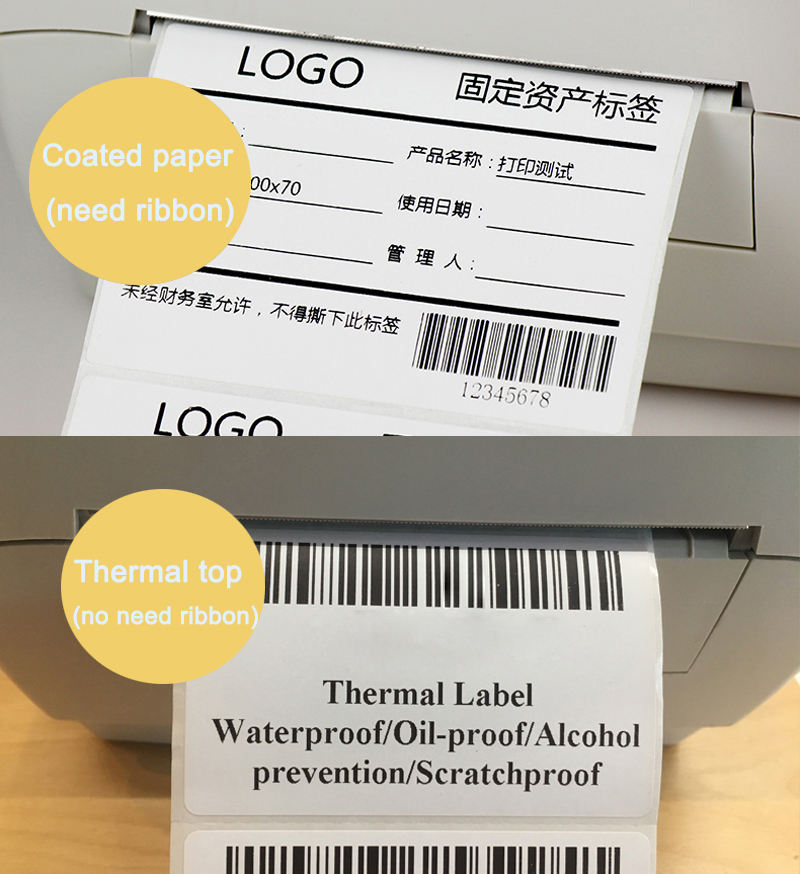 LOGO
固定资产标签
Coated paper
(need ribbon)
产品名称：打印测试
00x70
使用日期：
管 理 人：
未经财务室允许，不得撕下此标签
12345678
LOGO
Thermal top
(no need ribbon)
Thermal Label
Waterproof/Oil-proof/Alcohol
prevention/Scratchproof